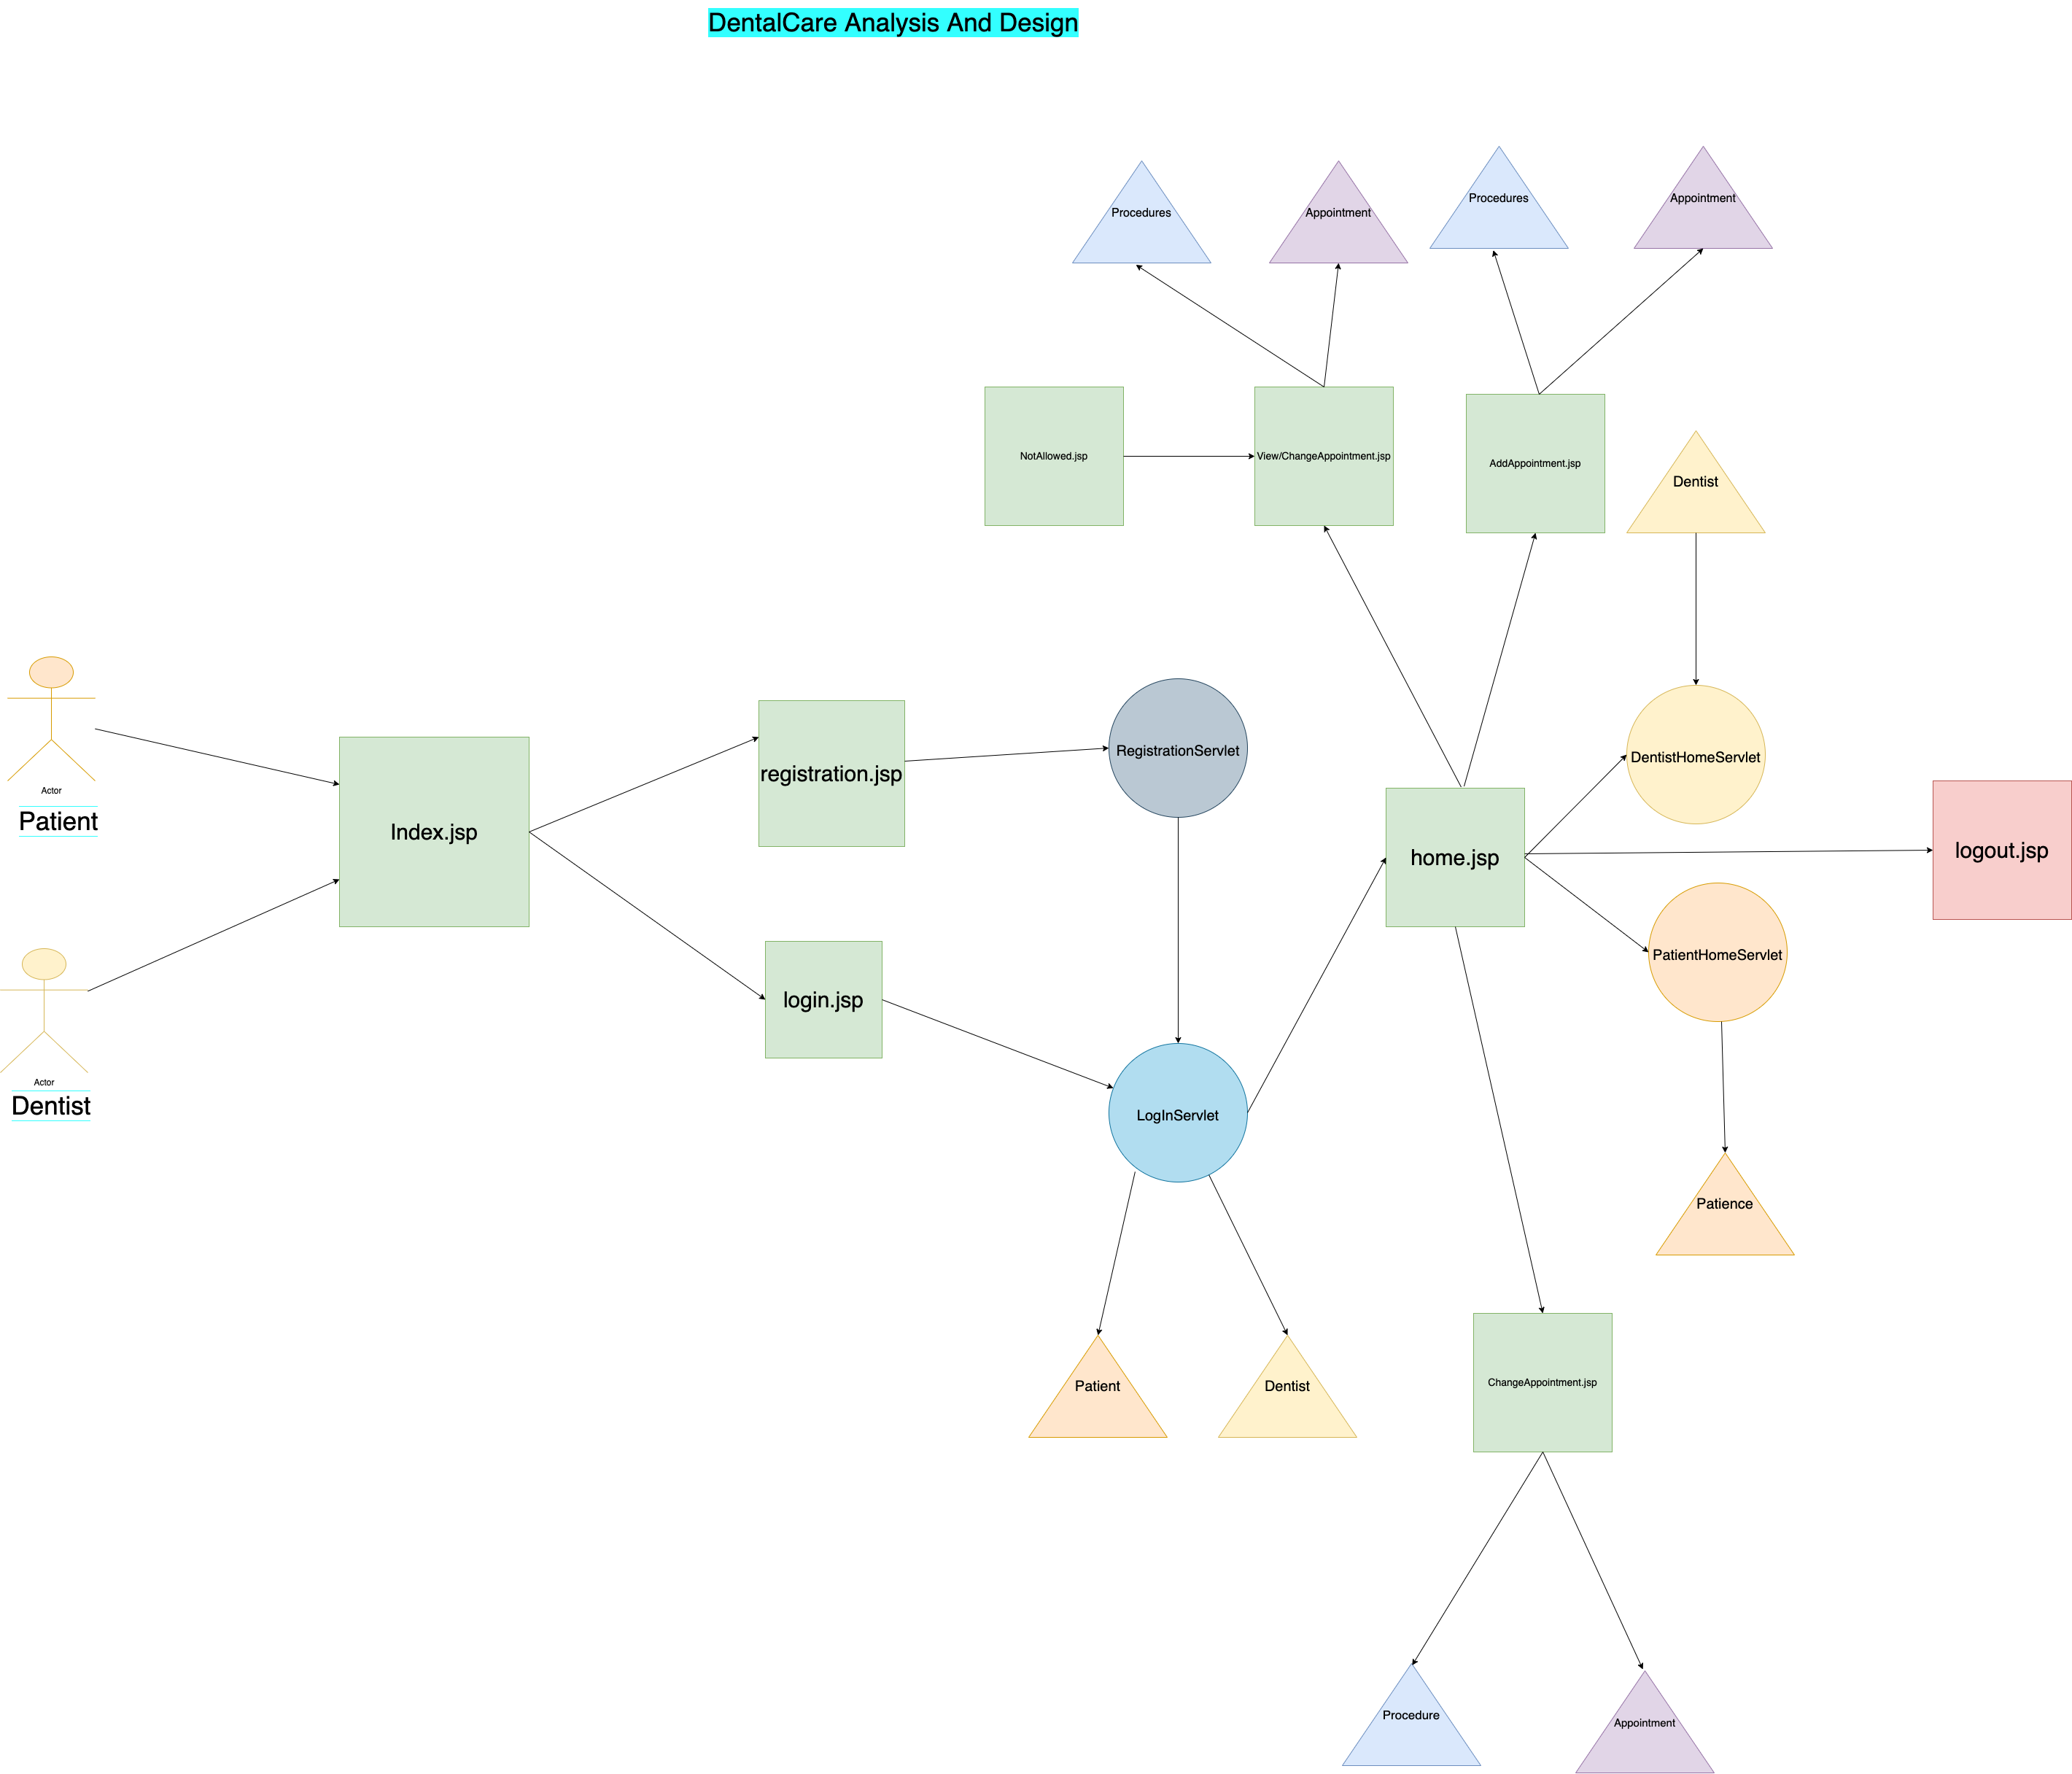 DentalCare Analysis And Design
Procedures
Appointment
Procedures
Appointment
NotAllowed.jsp
View/ChangeAppointment.jsp
AddAppointment.jsp
Dentist
Actor
Patient
Index.jsp
registration.jsp
RegistrationServlet
DentistHomeServlet
home.jsp
logout.jsp
PatientHomeServlet
login.jsp
Actor
Dentist
LogInServlet
Patience
Patient
Dentist
ChangeAppointment.jsp
Procedure
Appointment